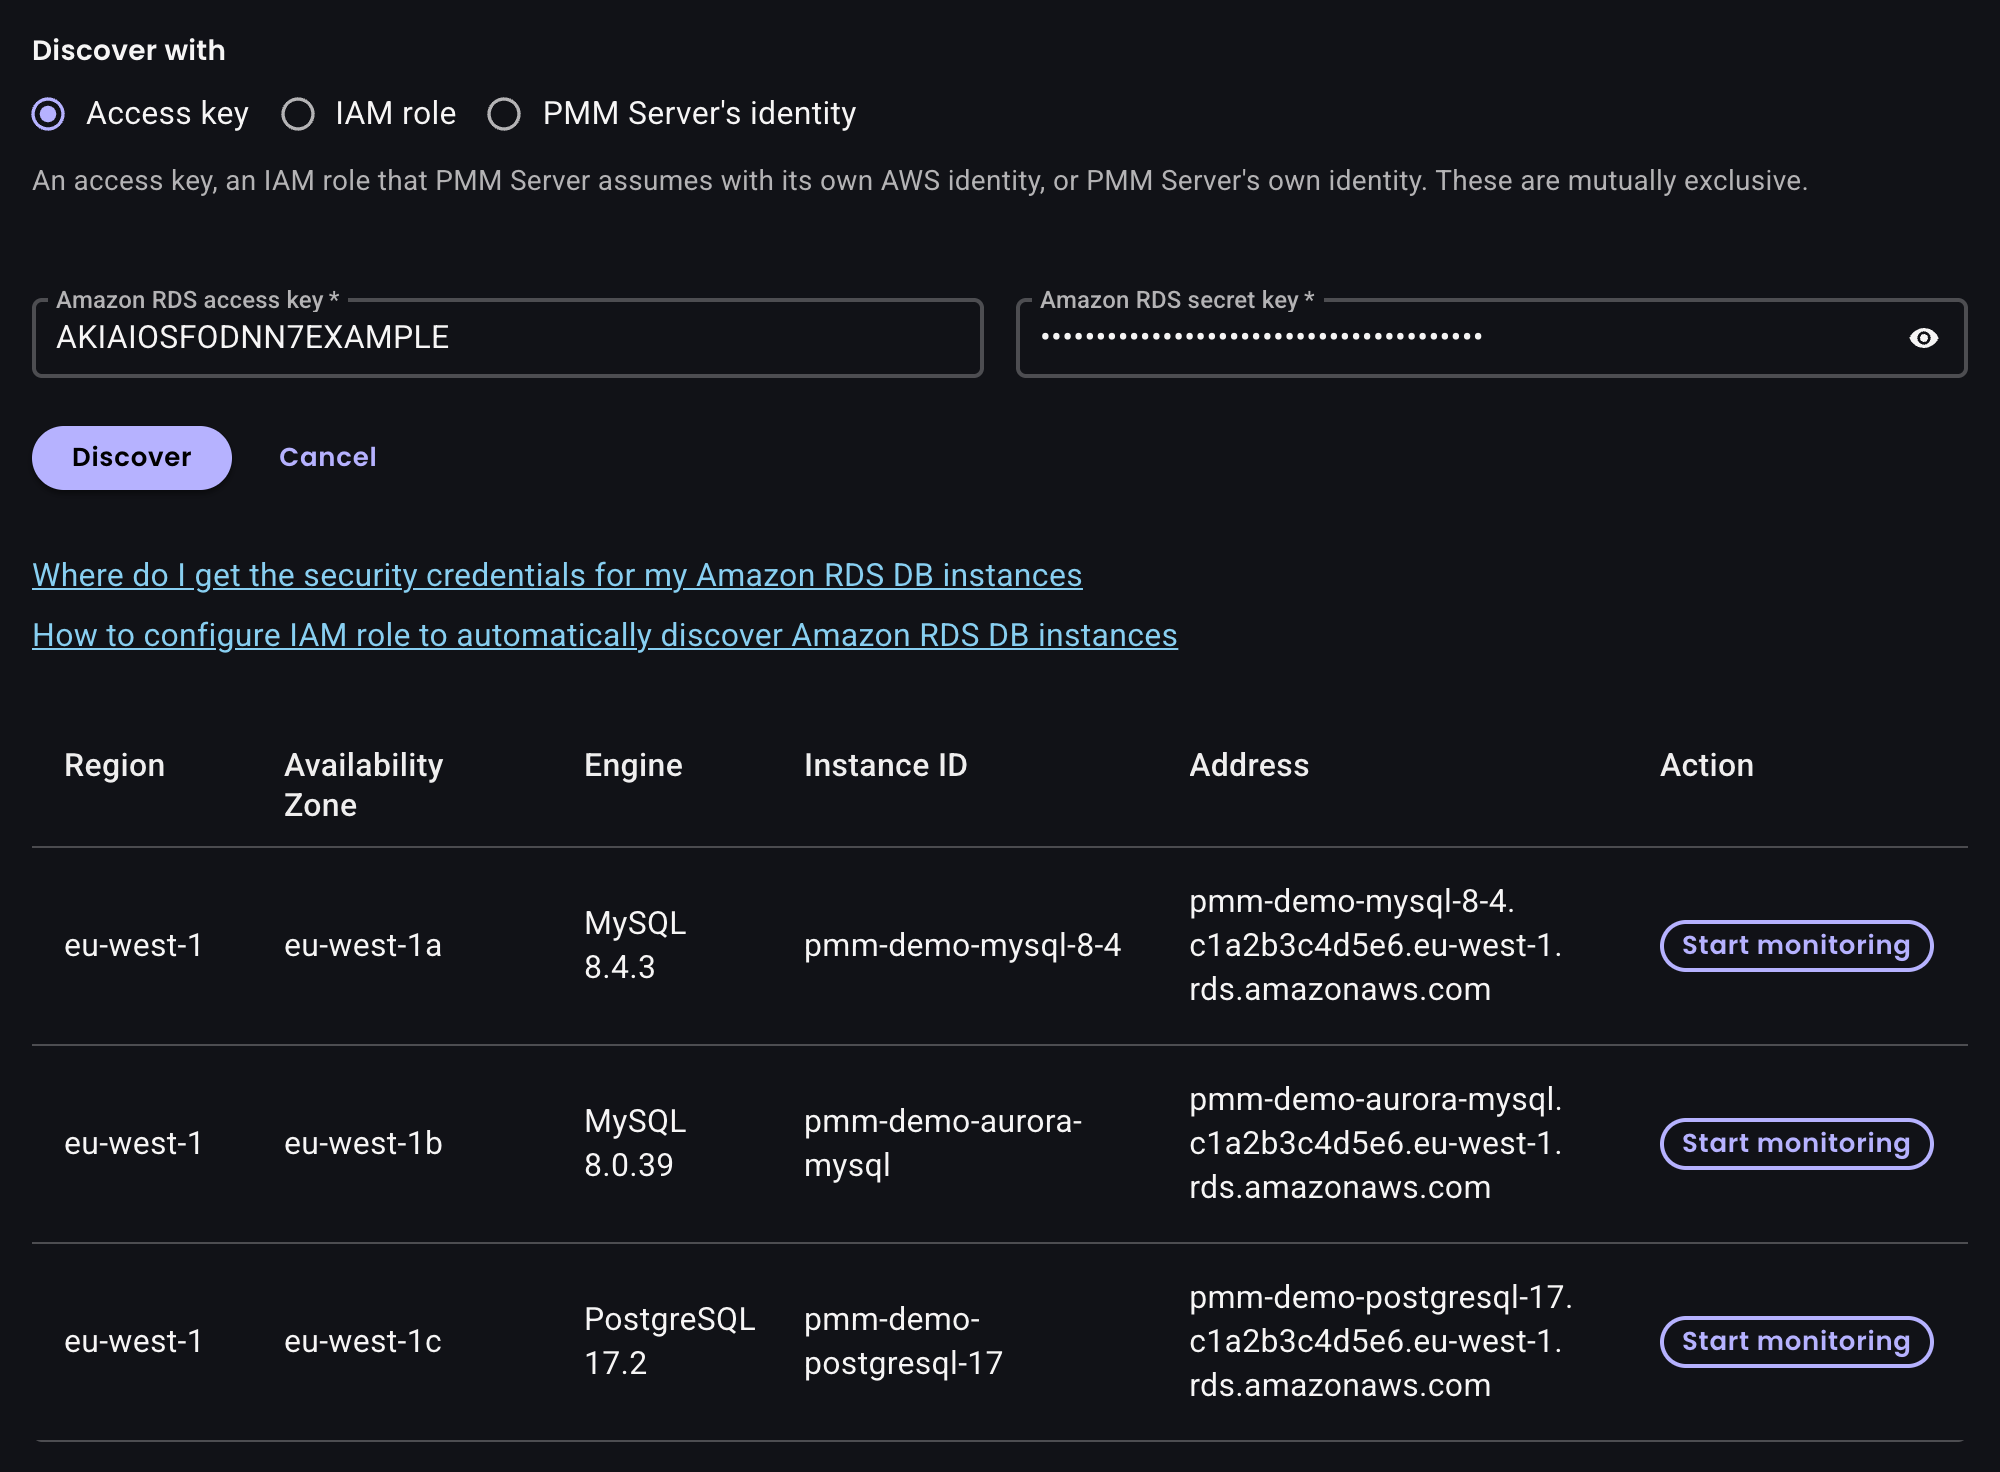 Discover with
Access key IAM role PMM Server's identity
An access key, an IAM role that PMM Server assumes with its own AWS identity, or PMM Server's own identity. These are mutually exclusive.
Amazon RDS access key * Amazon RDS secret key *
AKIAIOSFODNN7EXAMPLE ••••••••••••••••••••••••••••••••••••••••
Discover Cancel
Where do I get the security credentials for my Amazon RDS DB instances
How to configure IAM role to automatically discover Amazon RDS DB instances
Region Availability Zone Engine Instance ID Address Action
eu-west-1 eu-west-1a MySQL 8.4.3 pmm-demo-mysql-8-4 pmm-demo-mysql-8-4.c1a2b3c4d5e6.eu-west-1.rds.amazonaws.com Start monitoring
eu-west-1 eu-west-1b MySQL 8.0.39 pmm-demo-aurora-mysql pmm-demo-aurora-mysql.c1a2b3c4d5e6.eu-west-1.rds.amazonaws.com Start monitoring
eu-west-1 eu-west-1c PostgreSQL 17.2 pmm-demo-postgresql-17 pmm-demo-postgresql-17.c1a2b3c4d5e6.eu-west-1.rds.amazonaws.com Start monitoring